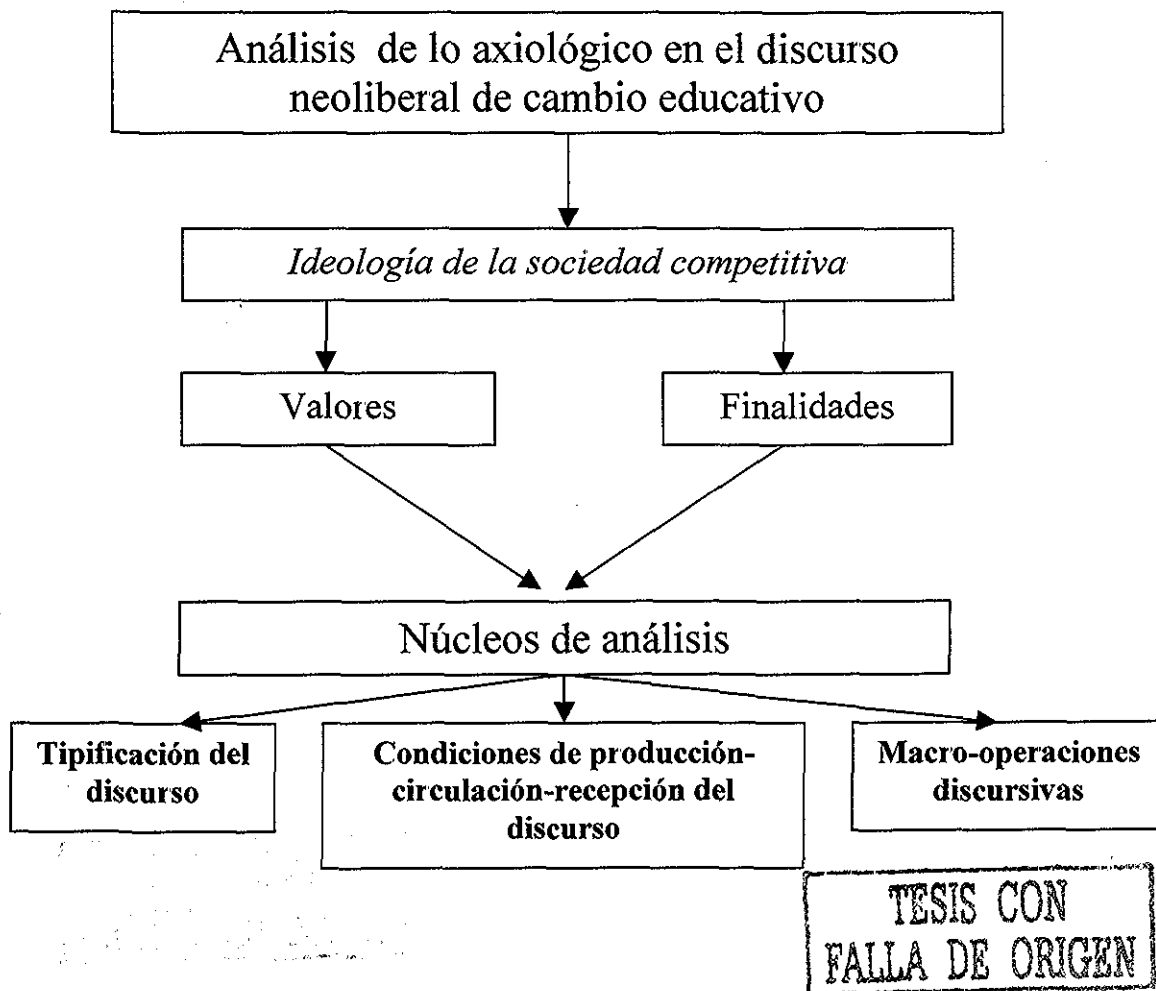 Análisis de lo axiológico en el discurso
neoliberal de cambio educativo
Ideología de la sociedad competitiva
Valores
Finalidades
Núcleos de análisis
Tipificación del
discurso
Condiciones de producción-
circulación-recepción del
discurso
Macro-operaciones
discursivas
TESIS CON
FALLA DE ORIGEN